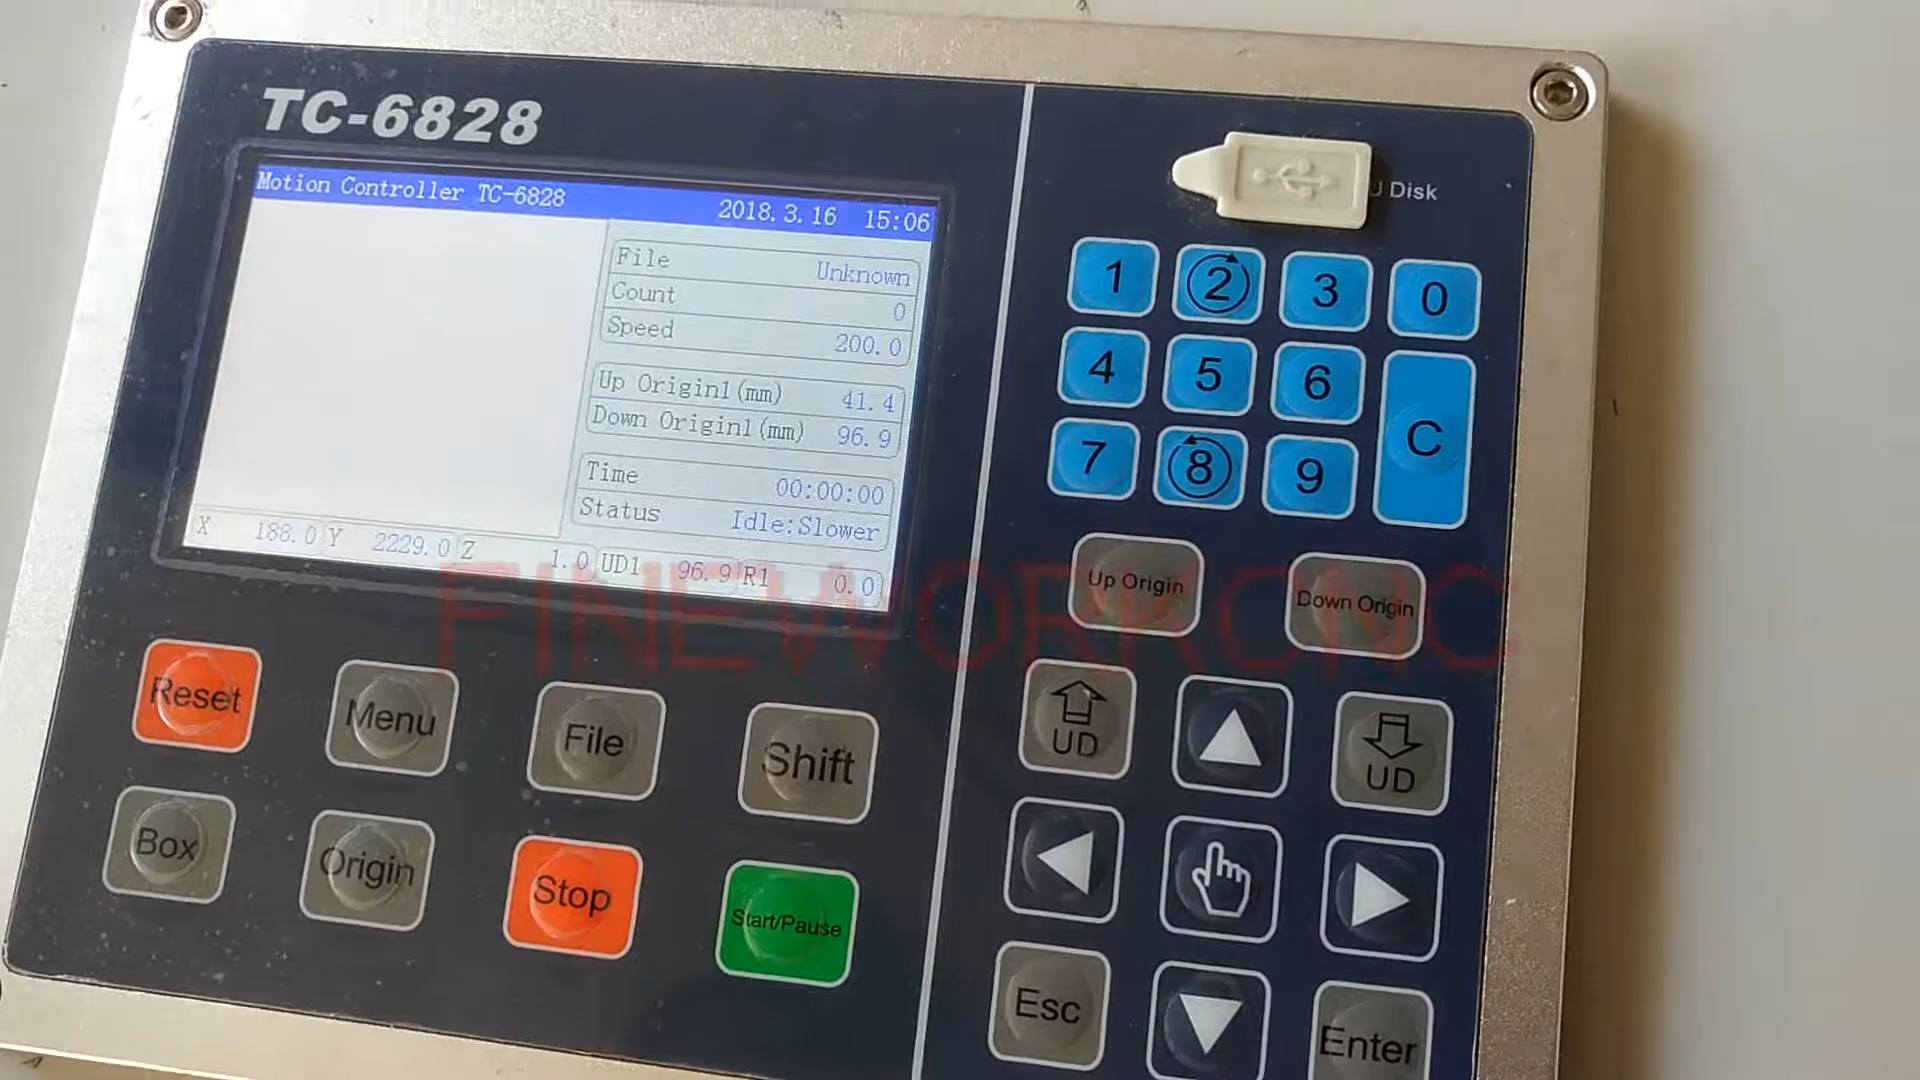 TC-6828
Motion Controller TC-6828 2018.3.16 15:06
File Unknown
Count 0
Speed 200.0
Up Origin1(mm) 41.4
Down Origin1(mm) 96.9
Time 00:00:00
Status Idle:Slower
X 188.0 Y 2229.0 Z 1.0 UD1 96.9 R1 0.0
FINEWORKCNC
Reset Menu File Shift
Box Origin Stop Start/Pause
U Disk
1 2 3 0
4 5 6 C
7 8 9
Up Origin Down Origin
UD UD
Esc Enter